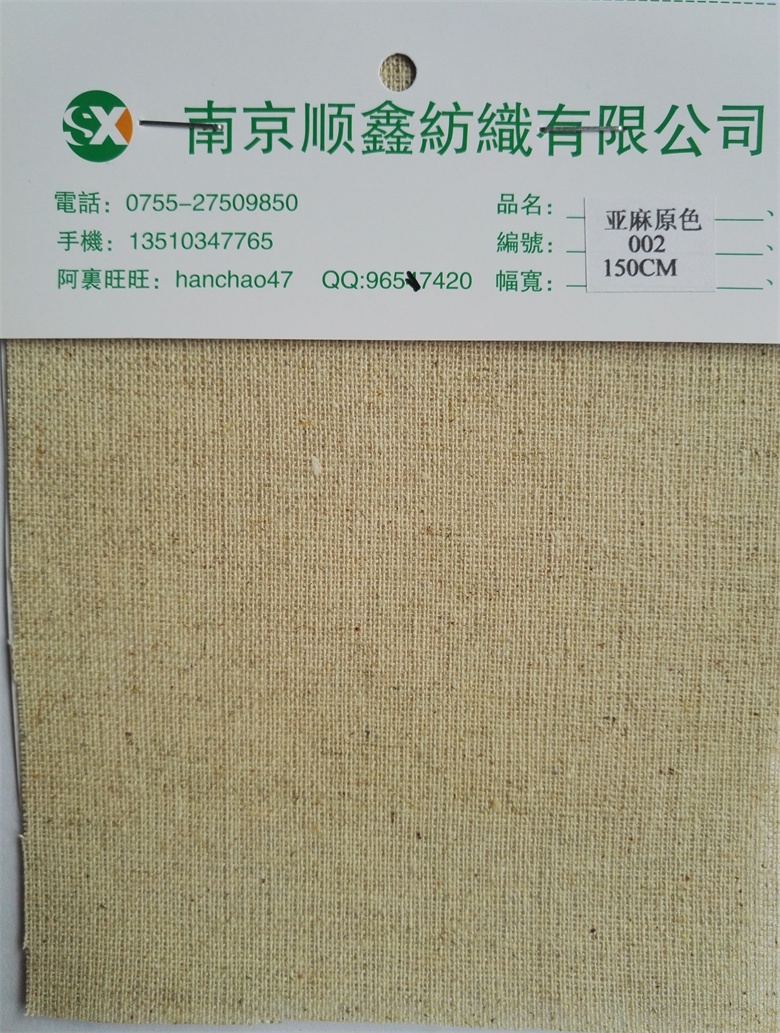 SX 南京顺鑫紡織有限公司
電話：0755-27509850
手機：13510347765
阿裏旺旺：hanchao47
品名： 亚麻原色
編號： 002
幅寬： 150CM